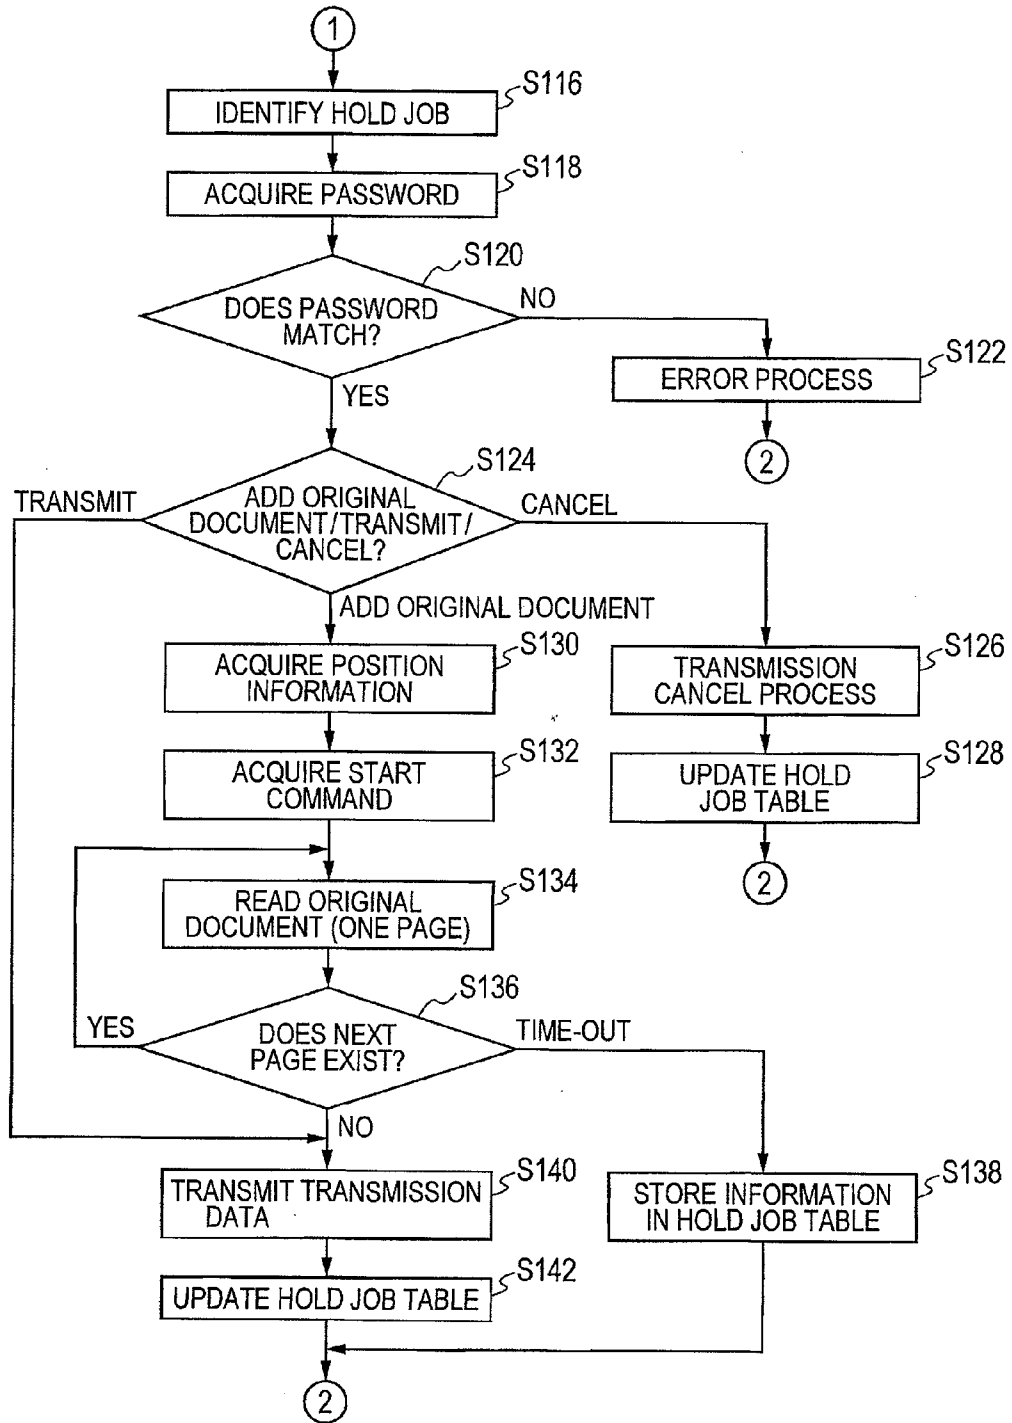 1
S116
IDENTIFY HOLD JOB
S118
ACQUIRE PASSWORD
S120
DOES PASSWORD
MATCH?
NO
YES
S122
ERROR PROCESS
2
S124
TRANSMIT
ADD ORIGINAL
DOCUMENT/TRANSMIT/
CANCEL?
CANCEL
ADD ORIGINAL DOCUMENT
S130
ACQUIRE POSITION
INFORMATION
S126
TRANSMISSION
CANCEL PROCESS
S132
ACQUIRE START
COMMAND
S128
UPDATE HOLD
JOB TABLE
2
S134
READ ORIGINAL
DOCUMENT (ONE PAGE)
S136
YES
DOES NEXT
PAGE EXIST?
TIME-OUT
NO
S140
TRANSMIT TRANSMISSION
DATA
S138
STORE INFORMATION
IN HOLD JOB TABLE
S142
UPDATE HOLD JOB TABLE
2